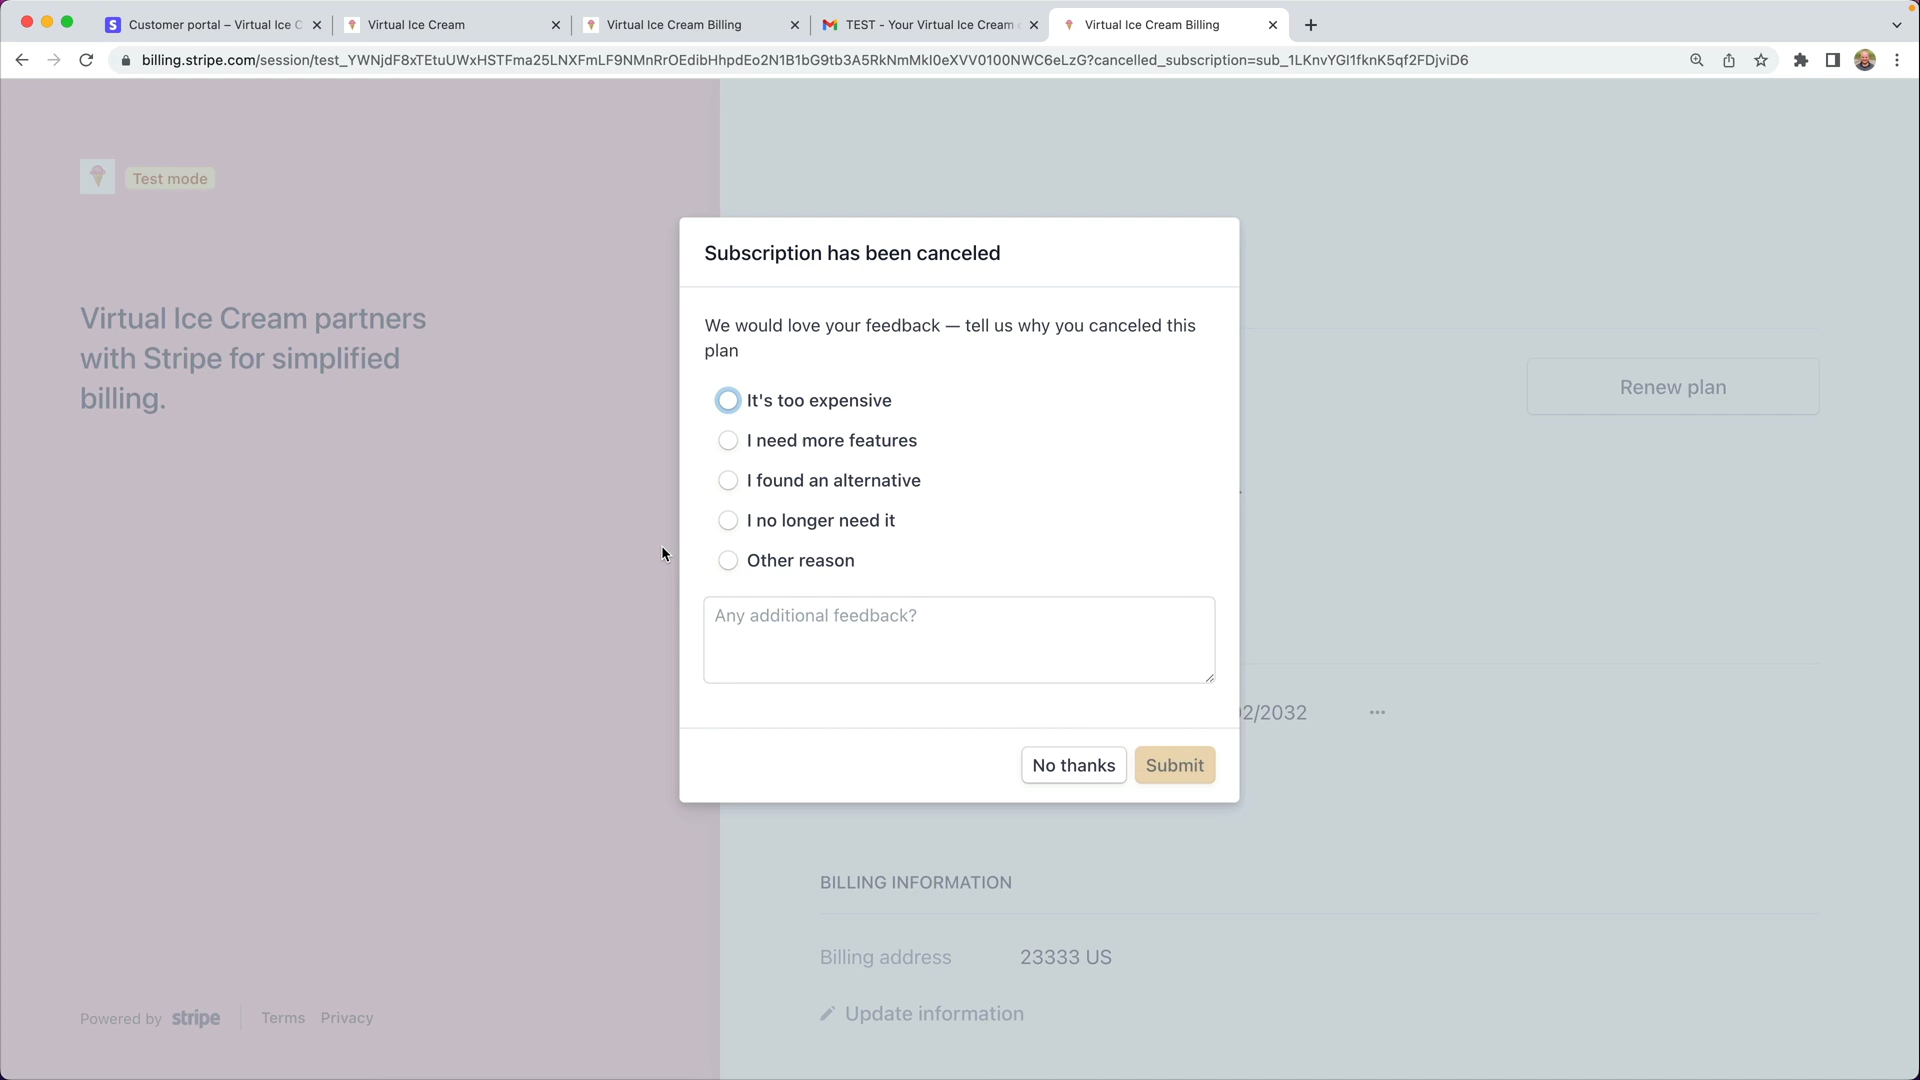 Customer portal – Virtual Ice C
Virtual Ice Cream
Virtual Ice Cream Billing
TEST - Your Virtual Ice Cream
Virtual Ice Cream Billing
billing.stripe.com/session/test_YWNjdF8xTEtuUWxHSTFma25LNXFmLF9NMnRrOEdibHhpdEo2N1B1bG9tb3A5RkNmMkI0eXVV0100NWC6eLzG?cancelled_subscription=sub_1LKnvYGI1fknK5qf2FDjviD6
Test mode
Virtual Ice Cream partners
with Stripe for simplified
billing.
Powered by stripe
Terms
Privacy
Subscription has been canceled
We would love your feedback — tell us why you canceled this
plan
It's too expensive
I need more features
I found an alternative
I no longer need it
Other reason
Any additional feedback?
No thanks
Submit
Renew plan
02/2032
BILLING INFORMATION
Billing address
23333 US
Update information